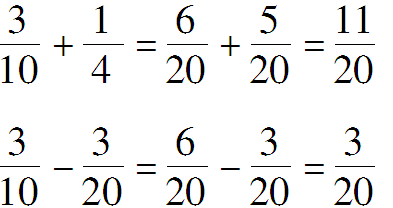 3/10 + 1/4 = 6/20 + 5/20 = 11/20
3/10 − 3/20 = 6/20 − 3/20 = 3/20